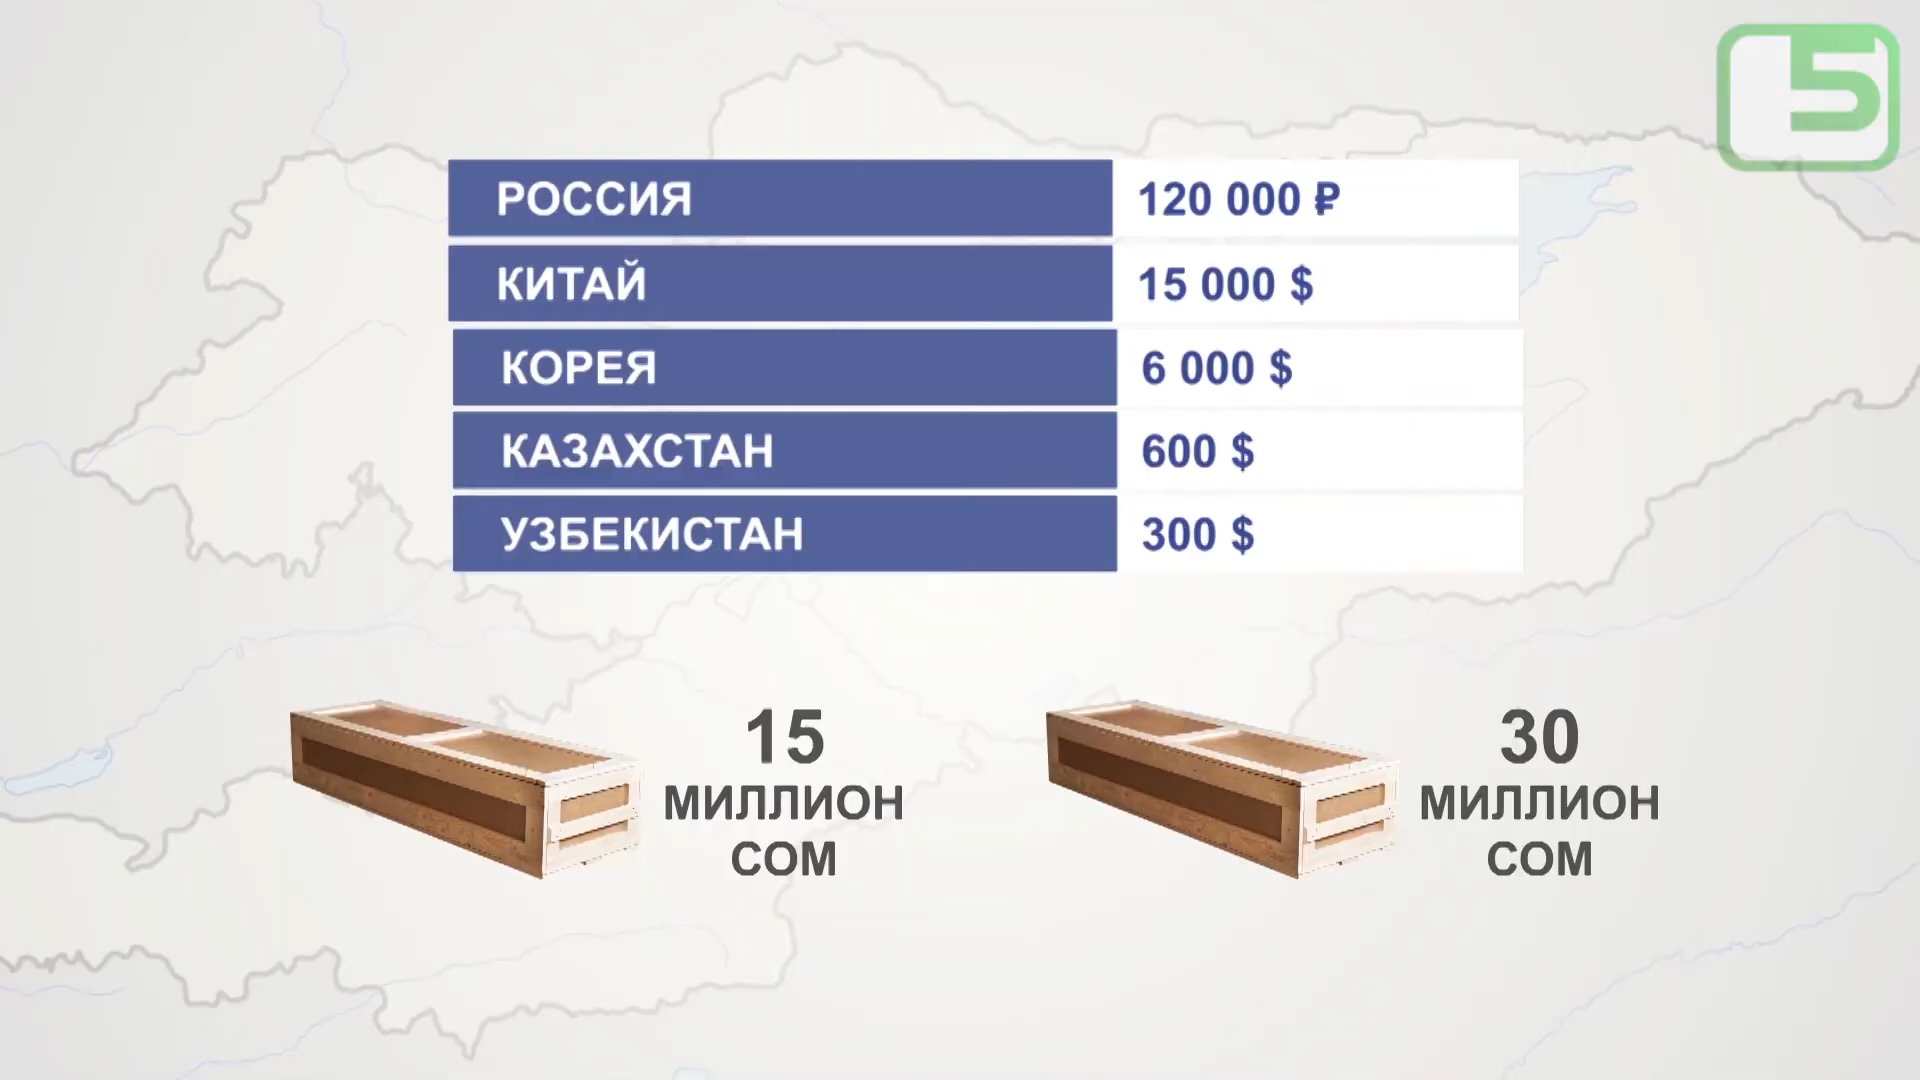 5
РОССИЯ 120 000 ₽
КИТАЙ 15 000 $
КОРЕЯ 6 000 $
КАЗАХСТАН 600 $
УЗБЕКИСТАН 300 $
15
МИЛЛИОН
СОМ
30
МИЛЛИОН
СОМ